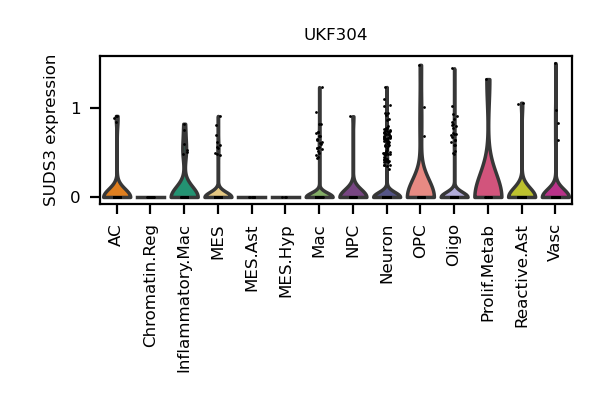 UKF304
SUDS3 expression
1
0
AC
Chromatin.Reg
Inflammatory.Mac
MES
MES.Ast
MES.Hyp
Mac
NPC
Neuron
OPC
Oligo
Prolif.Metab
Reactive.Ast
Vasc